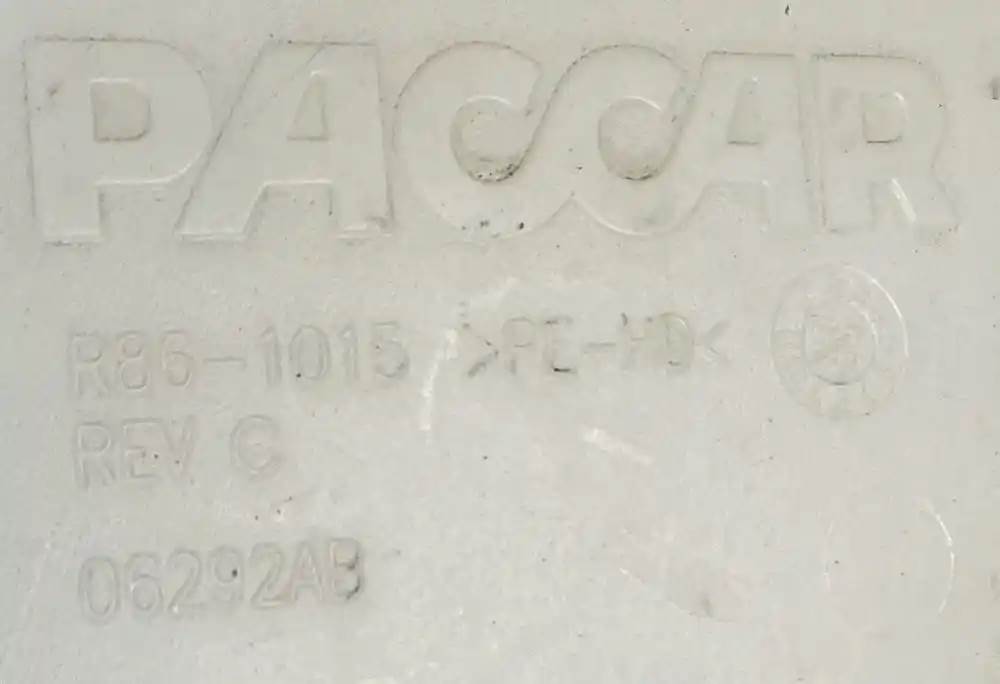 PACCAR
R86-1015 >PE-HD<
REV C
06292AB